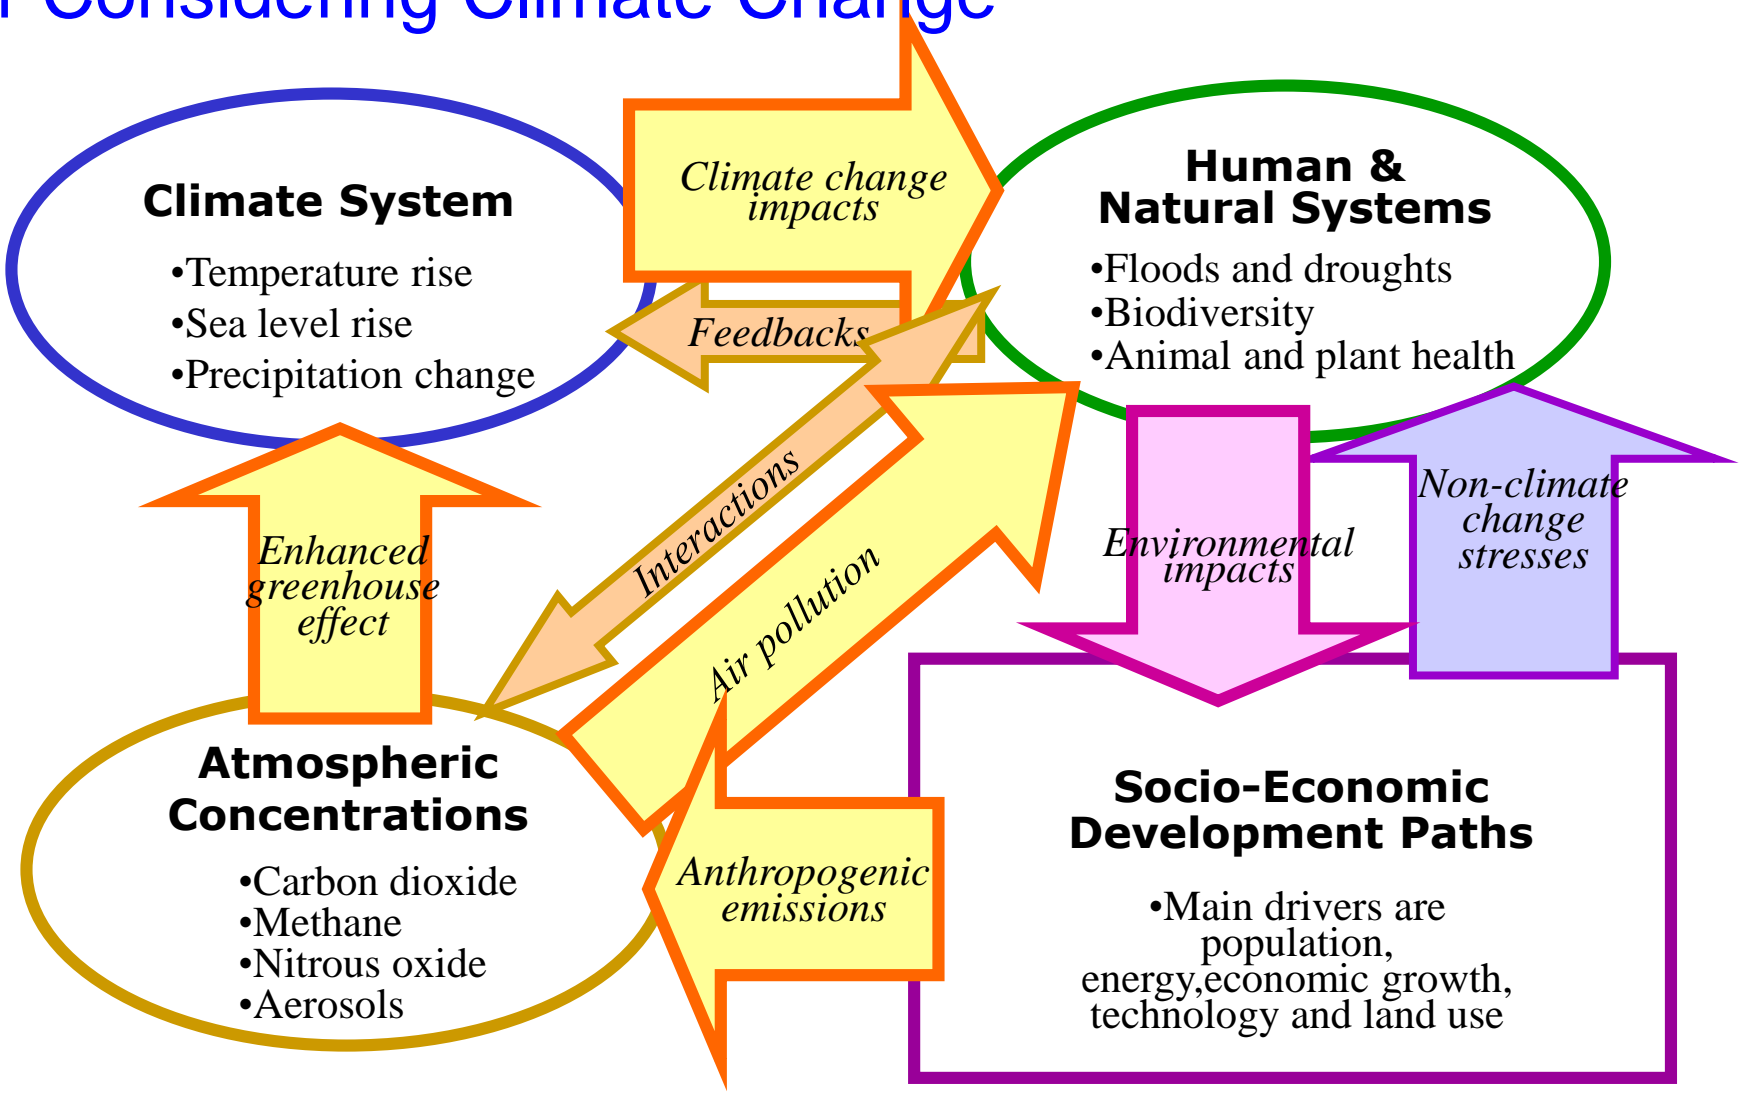 Considering Climate Change
Climate System
•Temperature rise
•Sea level rise
•Precipitation change
Climate change
impacts
Feedbacks
Human &
Natural Systems
•Floods and droughts
•Biodiversity
•Animal and plant health
Enhanced
greenhouse
effect
Interactions
Air pollution
Environmental
impacts
Non-climate
change
stresses
Atmospheric
Concentrations
•Carbon dioxide
•Methane
•Nitrous oxide
•Aerosols
Anthropogenic
emissions
Socio-Economic
Development Paths
•Main drivers are
population,
energy,economic growth,
technology and land use